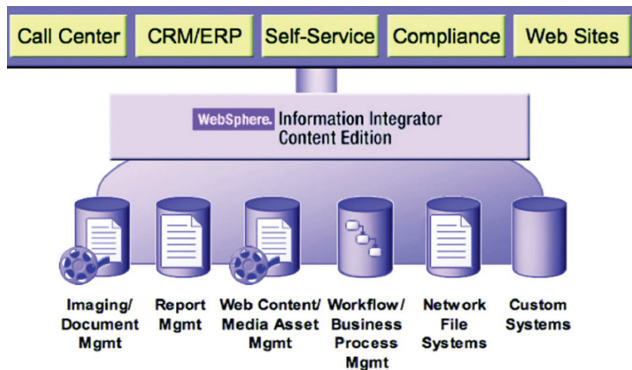 Call Center
CRM/ERP
Self-Service
Compliance
Web Sites
WebSphere. Information Integrator
Content Edition
Imaging/
Document
Mgmt
Report
Mgmt
Web Content/
Media Asset
Mgmt
Workflow/
Business
Process
Mgmt
Network
File
Systems
Custom
Systems